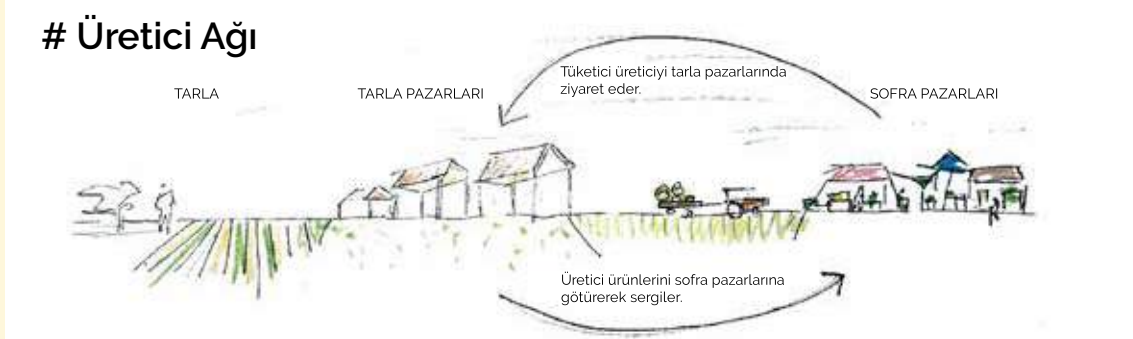 # Üretici Ağı
TARLA
TARLA PAZARLARI
Tüketici üreticiyi tarla pazarlarında
ziyaret eder.
SOFRA PAZARLARI
Üretici ürünlerini sofra pazarlarına
götürerek sergiler.